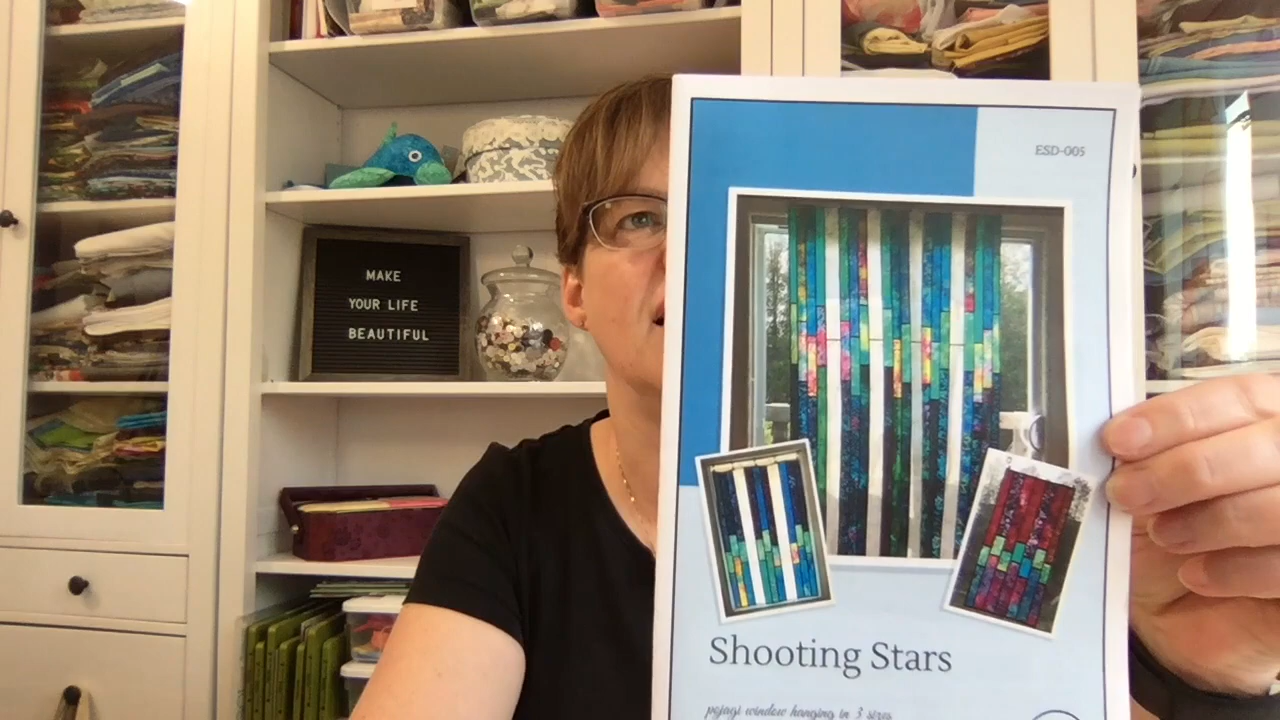 MAKE
YOUR LIFE
BEAUTIFUL
ESD-005
Shooting Stars
pojagi window hanging in 3 sizes